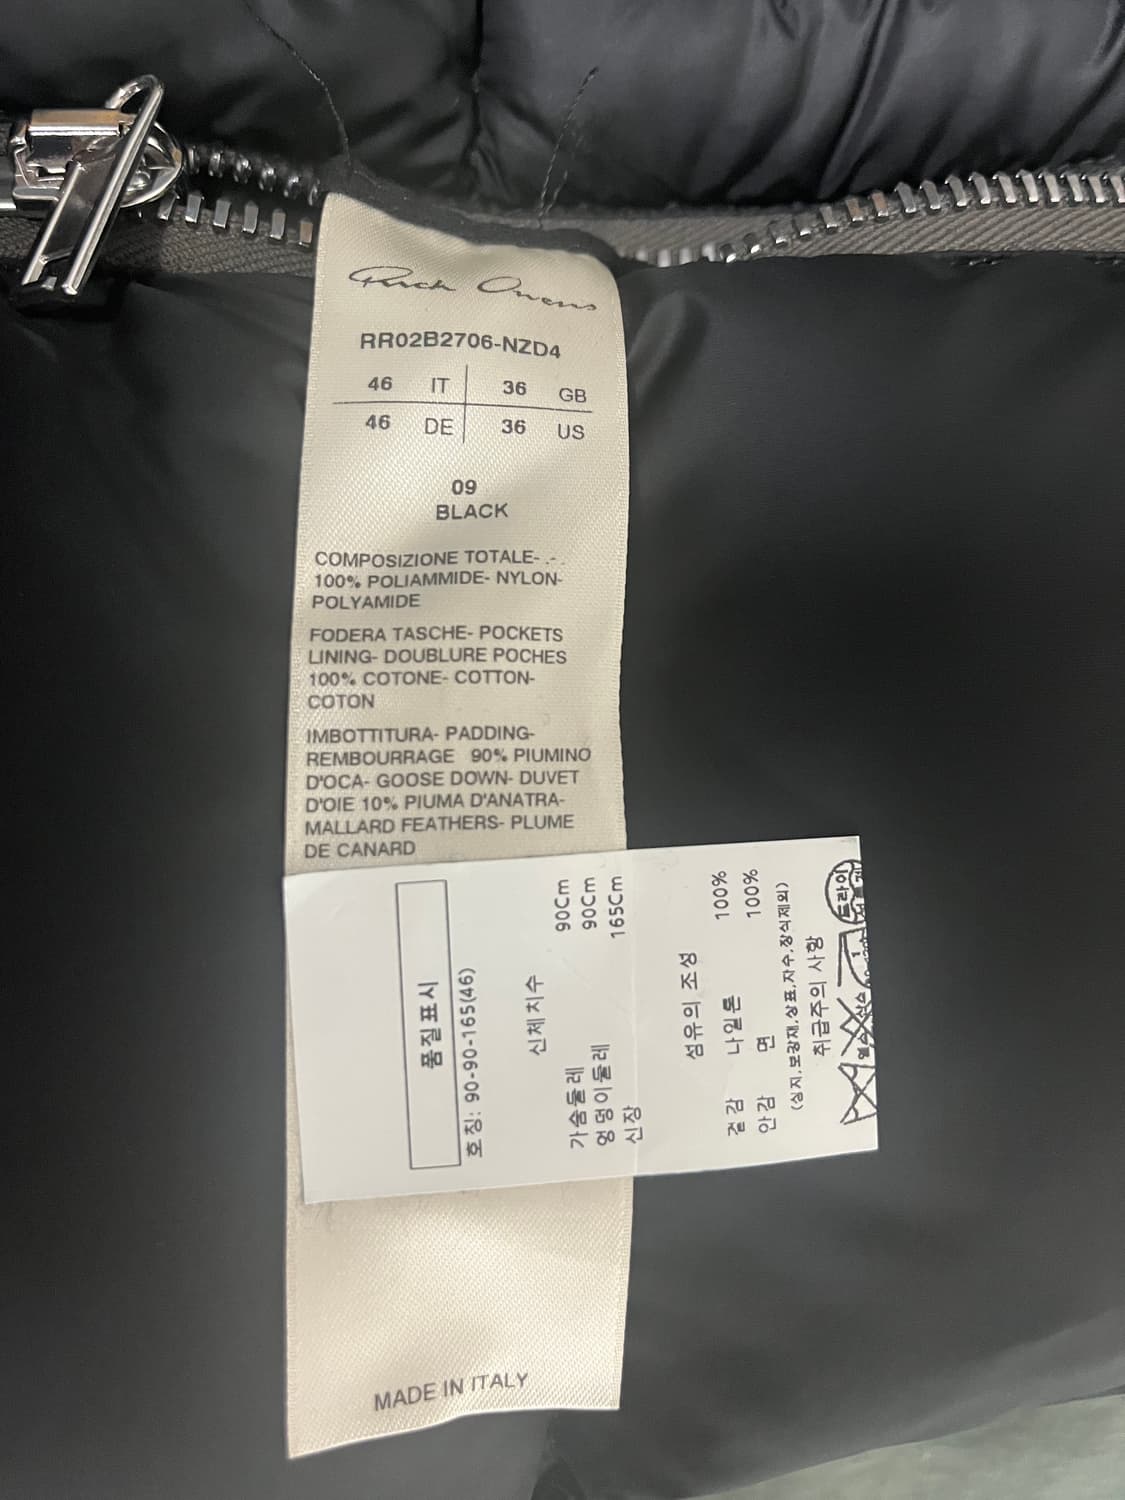 Rick Owens
RR02B2706-NZD4
46 IT 36 GB
46 DE 36 US
09
BLACK
COMPOSIZIONE TOTALE- .-.
100% POLIAMMIDE- NYLON-
POLYAMIDE
FODERA TASCHE- POCKETS
LINING- DOUBLURE POCHES
100% COTONE- COTTON-
COTON
IMBOTTITURA- PADDING-
REMBOURRAGE 90% PIUMINO
D'OCA- GOOSE DOWN- DUVET
D'OIE 10% PIUMA D'ANATRA-
MALLARD FEATHERS- PLUME
DE CANARD
품질표시
호칭: 90-90-165(46)
신체치수
가슴둘레 90Cm
엉덩이둘레 90Cm
신장 165Cm
섬유의 조성
겉감 나일론 100%
안감 면 100%
(심지,보강재,상표,자수,장식제외)
취급주의 사항
드라이
MADE IN ITALY